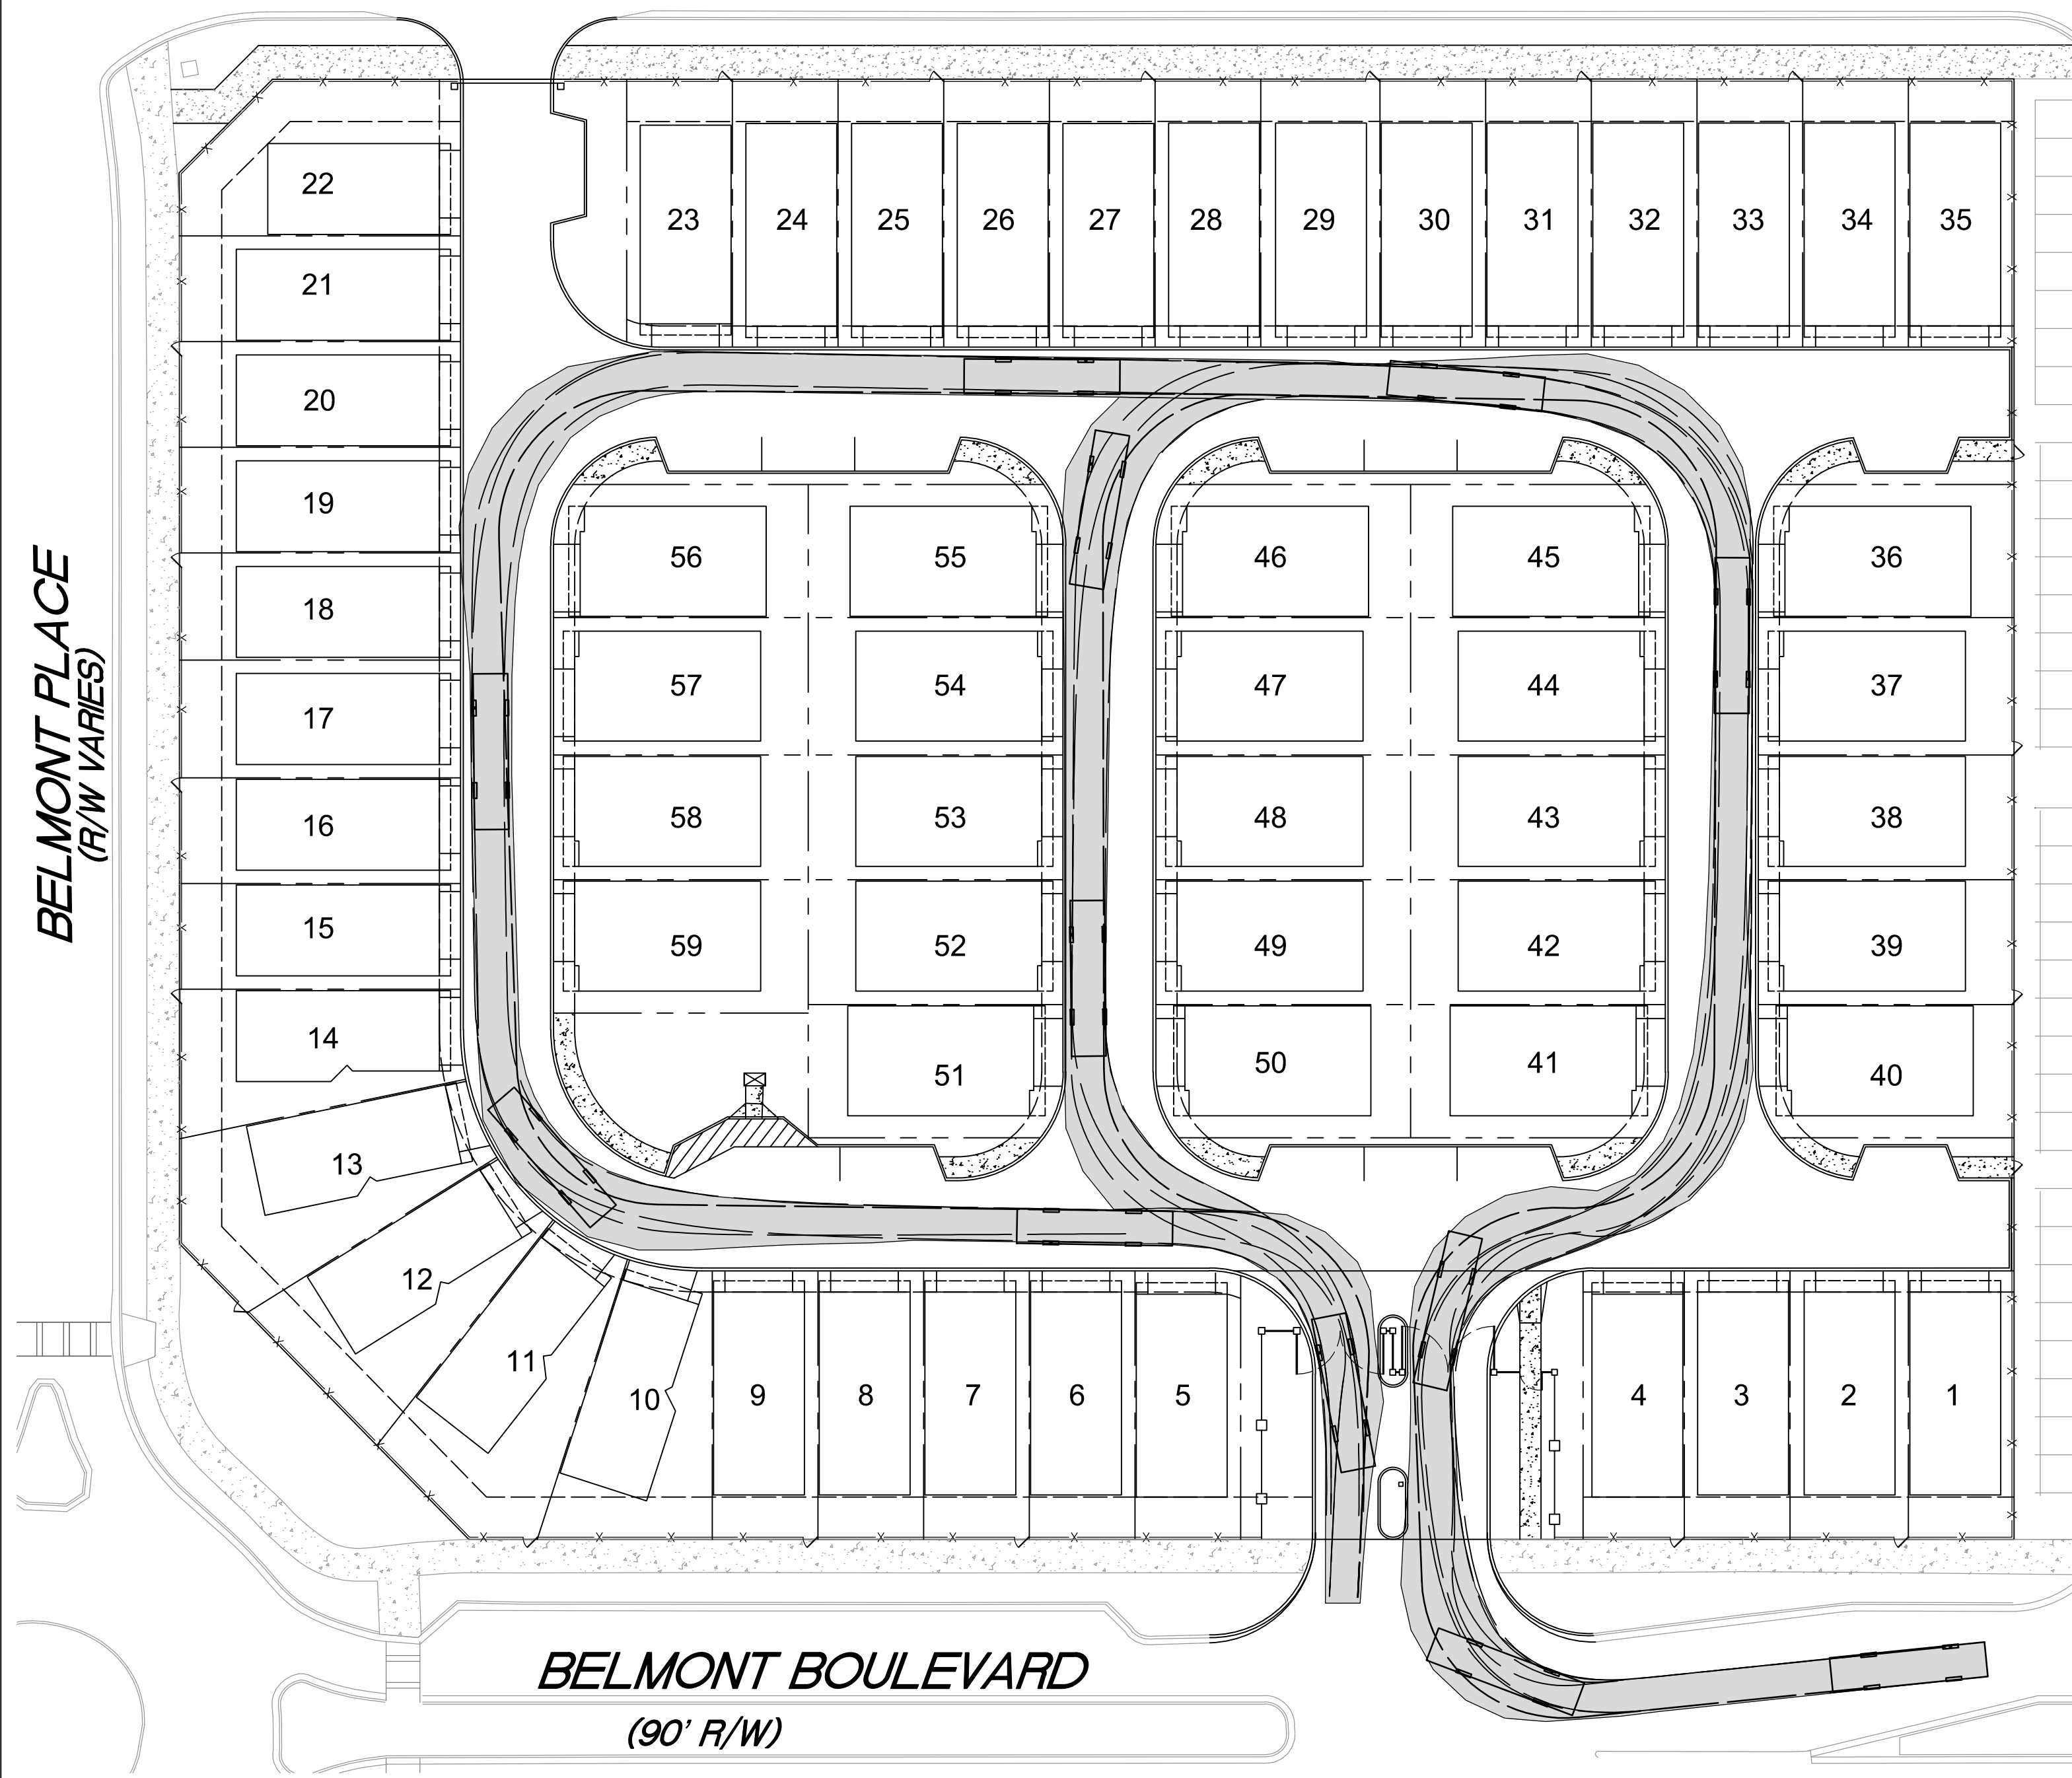 22
23 24 25 26 27 28 29 30 31 32 33 34 35
21
20
19
18
17
16
15
14
13
12
11
10
9 8 7 6 5
4 3 2 1
56 55 46 45 36
57 54 47 44 37
58 53 48 43 38
59 52 49 42 39
51 50 41 40
BELMONT PLACE
(R/W VARIES)
BELMONT BOULEVARD
(90' R/W)